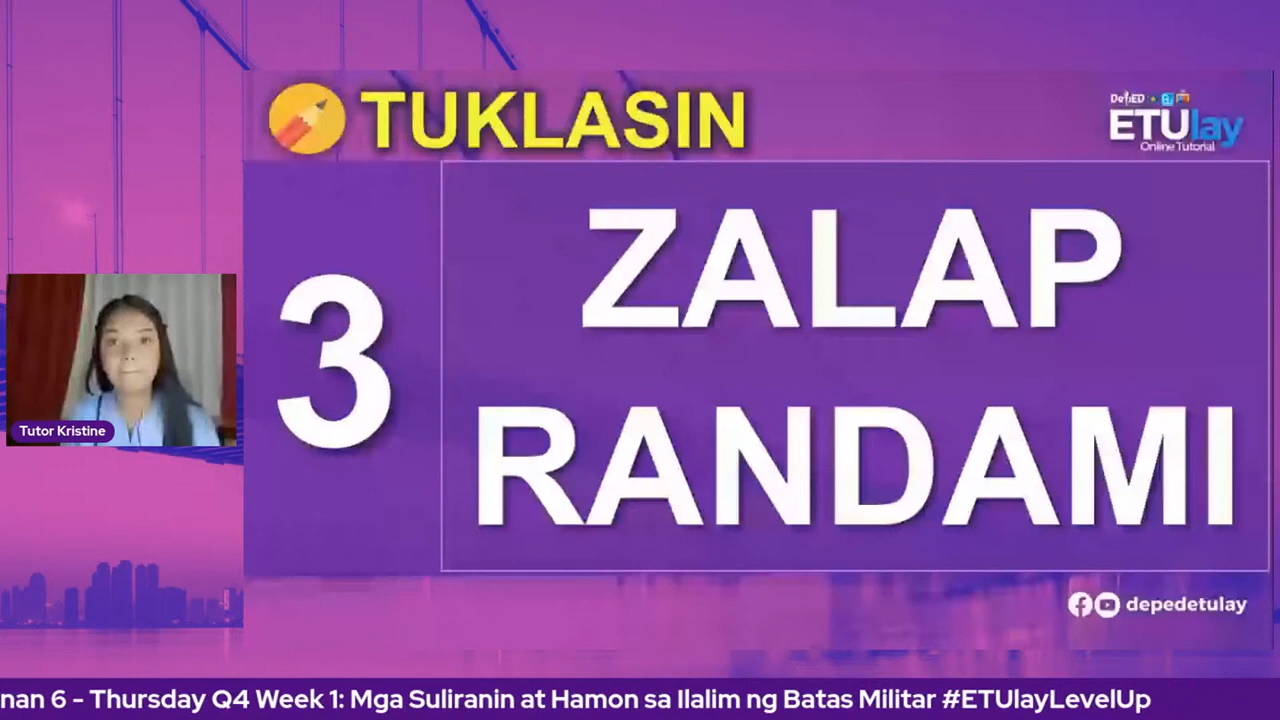 TUKLASIN
DepED
ETUlay
Online Tutorial
3
ZALAP
RANDAMI
Tutor Kristine
depedetulay
nan 6 - Thursday Q4 Week 1: Mga Suliranin at Hamon sa Ilalim ng Batas Militar #ETUlayLevelUp